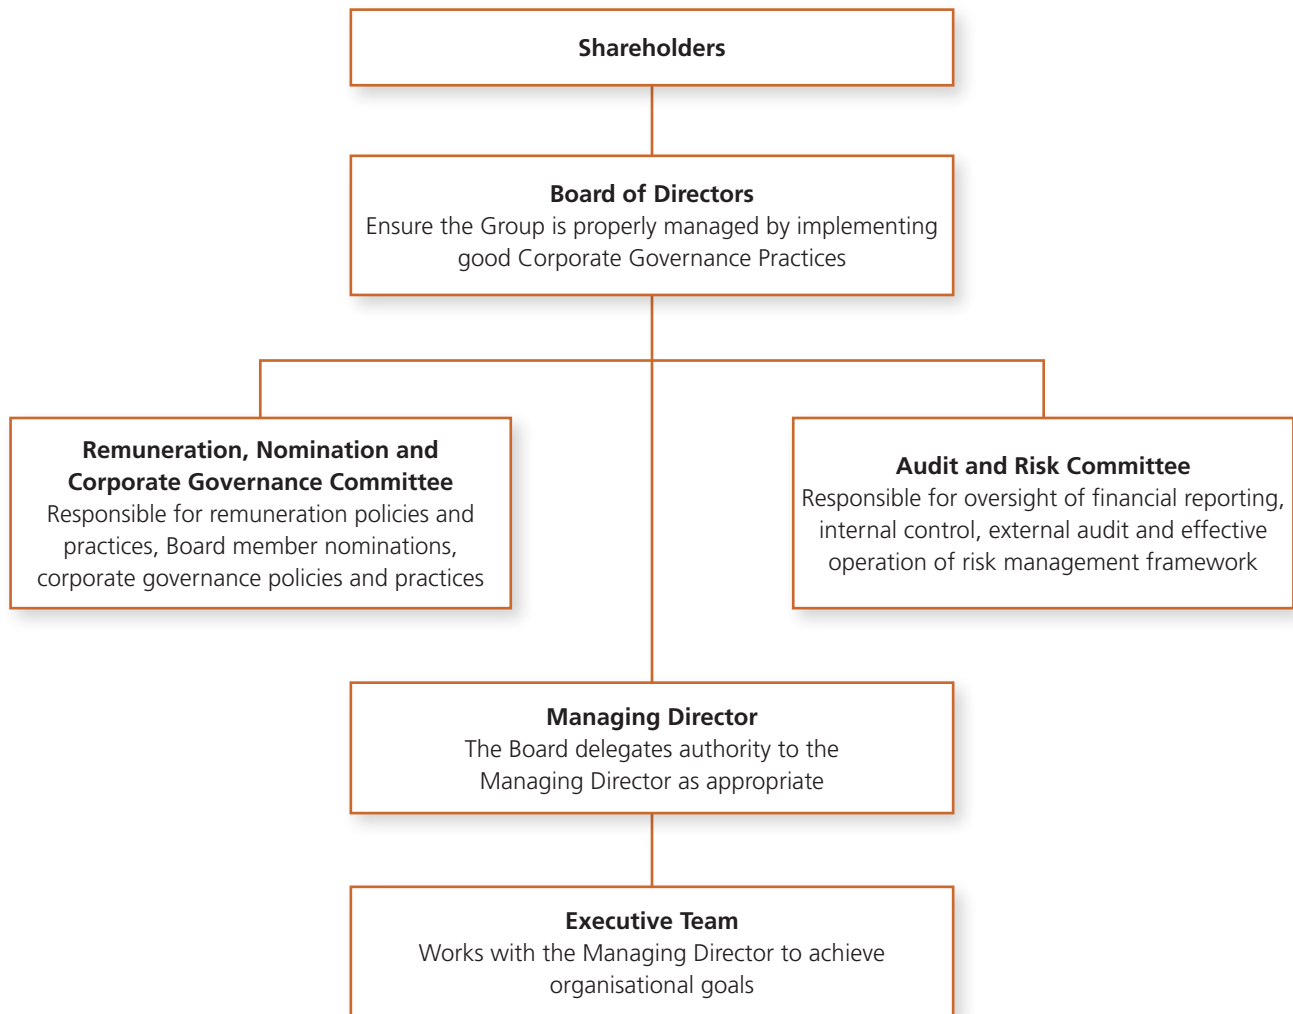 Shareholders
Board of Directors
Ensure the Group is properly managed by implementing
good Corporate Governance Practices
Remuneration, Nomination and
Corporate Governance Committee
Responsible for remuneration policies and
practices, Board member nominations,
corporate governance policies and practices
Audit and Risk Committee
Responsible for oversight of financial reporting,
internal control, external audit and effective
operation of risk management framework
Managing Director
The Board delegates authority to the
Managing Director as appropriate
Executive Team
Works with the Managing Director to achieve
organisational goals